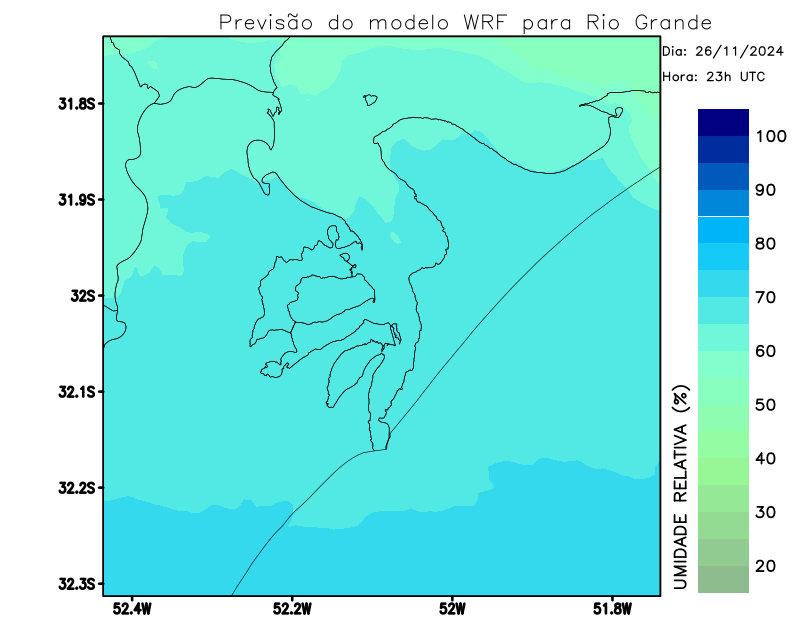 Previsão do modelo WRF para Rio Grande
Dia: 26/11/2024
Hora: 23h UTC
31.8S
31.9S
32S
32.1S
32.2S
32.3S
52.4W
52.2W
52W
51.8W
100
90
80
70
60
50
40
30
20
UMIDADE RELATIVA (%)